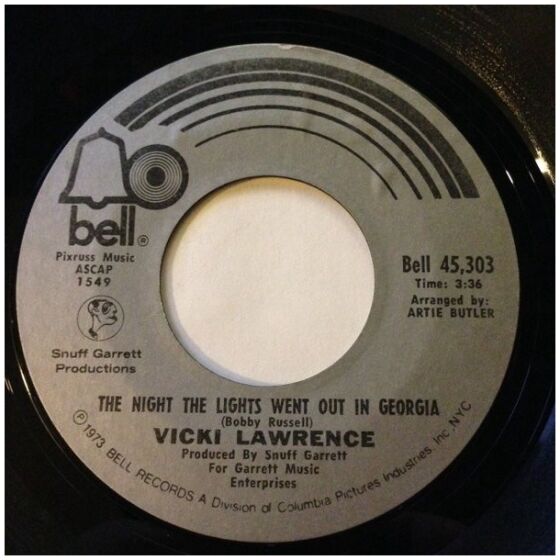 bell®
Pixruss Music
ASCAP
1549
Bell 45,303
Time: 3:36
Arranged by:
ARTIE BUTLER
Snuff Garrett
Productions
THE NIGHT THE LIGHTS WENT OUT IN GEORGIA
(Bobby Russell)
VICKI LAWRENCE
Produced By Snuff Garrett
For Garrett Music
Enterprises
℗ 1973 BELL RECORDS A Division of Columbia Pictures Industries, Inc. NYC